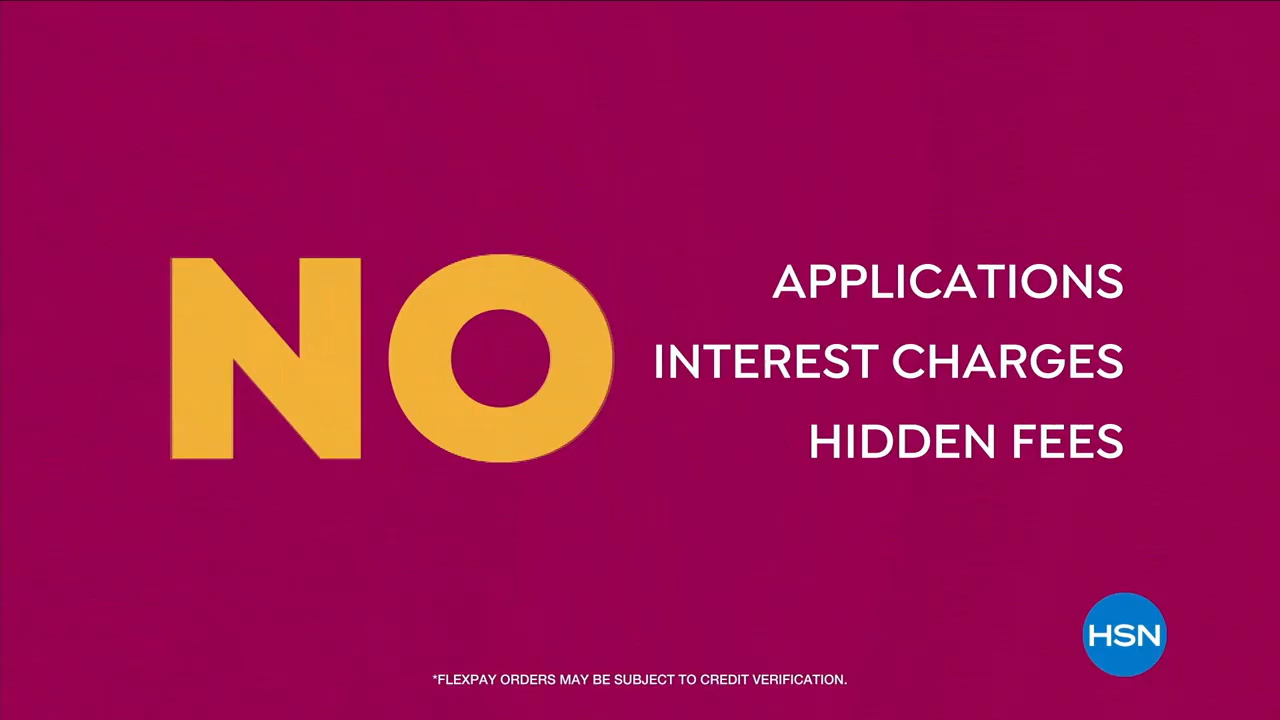 NO
APPLICATIONS
INTEREST CHARGES
HIDDEN FEES
HSN
*FLEXPAY ORDERS MAY BE SUBJECT TO CREDIT VERIFICATION.